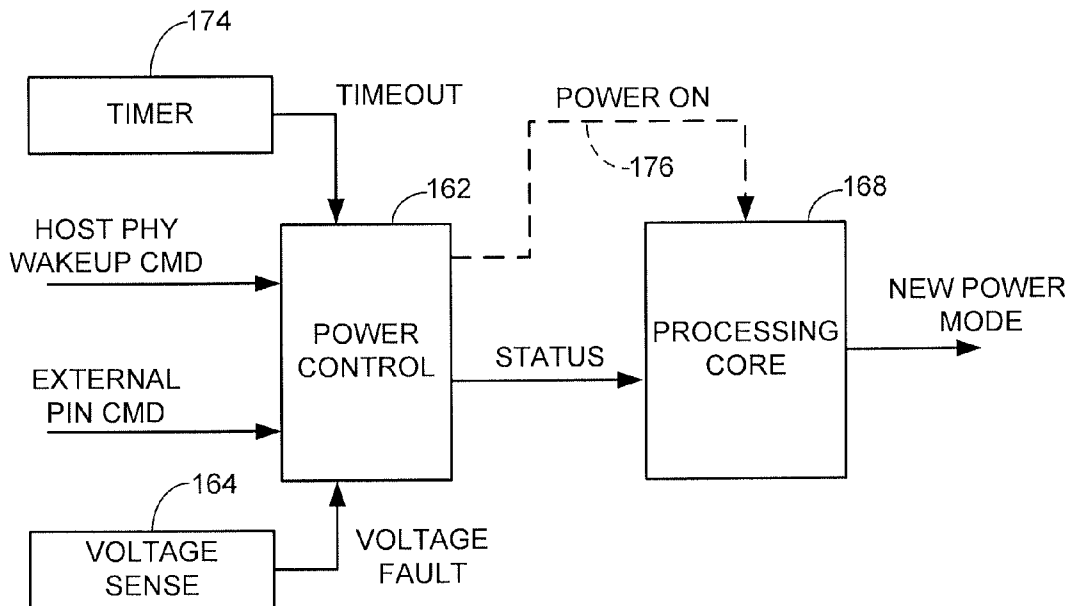 174
TIMER
TIMEOUT
POWER ON
176
162
168
HOST PHY
WAKEUP CMD
POWER
CONTROL
PROCESSING
CORE
NEW POWER
MODE
STATUS
EXTERNAL
PIN CMD
164
VOLTAGE
SENSE
VOLTAGE
FAULT